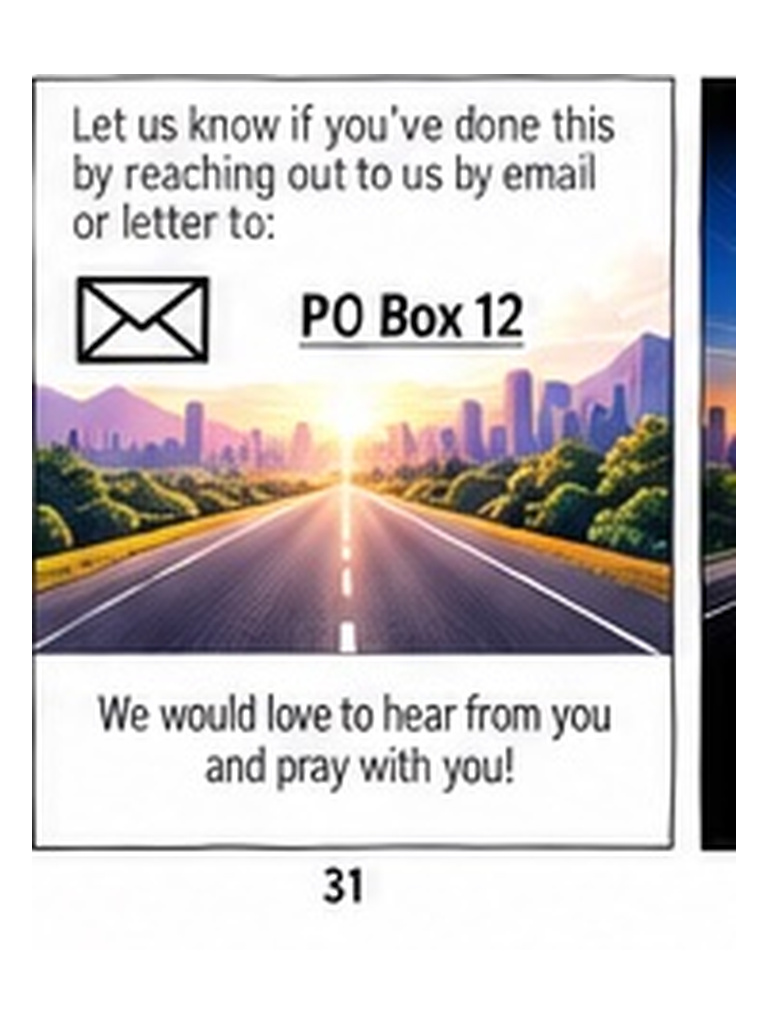 Let us know if you've done this
by reaching out to us by email
or letter to:
PO Box 12
We would love to hear from you
and pray with you!
31